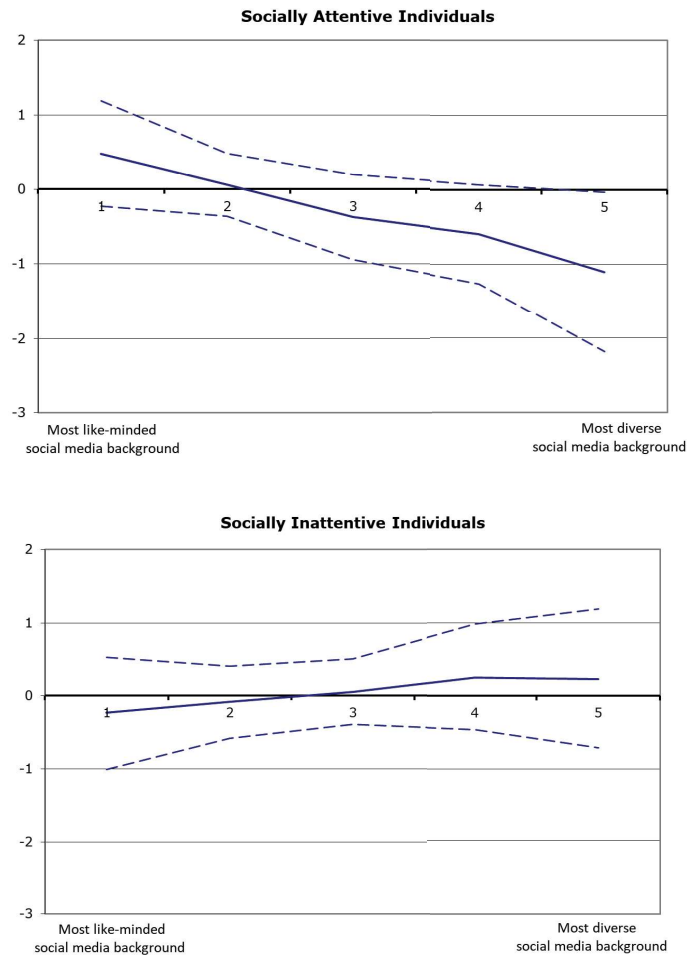 Socially Attentive Individuals
2
1
0
1 2 3 4 5
-1
-2
-3
Most like-minded
social media background
Most diverse
social media background
Socially Inattentive Individuals
2
1
0
1 2 3 4 5
-1
-2
-3
Most like-minded
social media background
Most diverse
social media background